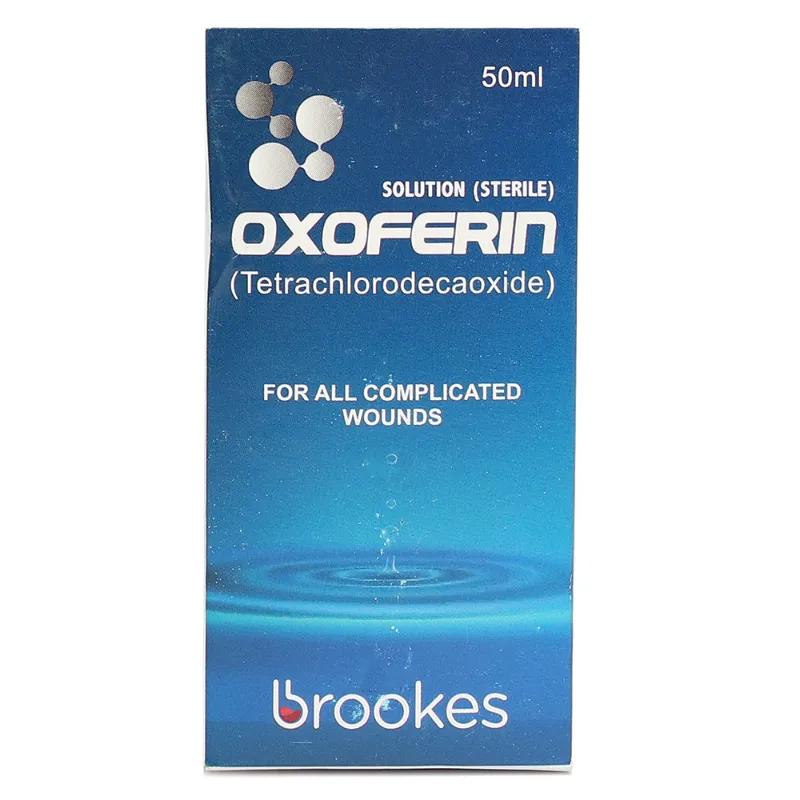 50ml
SOLUTION (STERILE)
OXOFERIN
(Tetrachlorodecaoxide)
FOR ALL COMPLICATED
WOUNDS
brookes